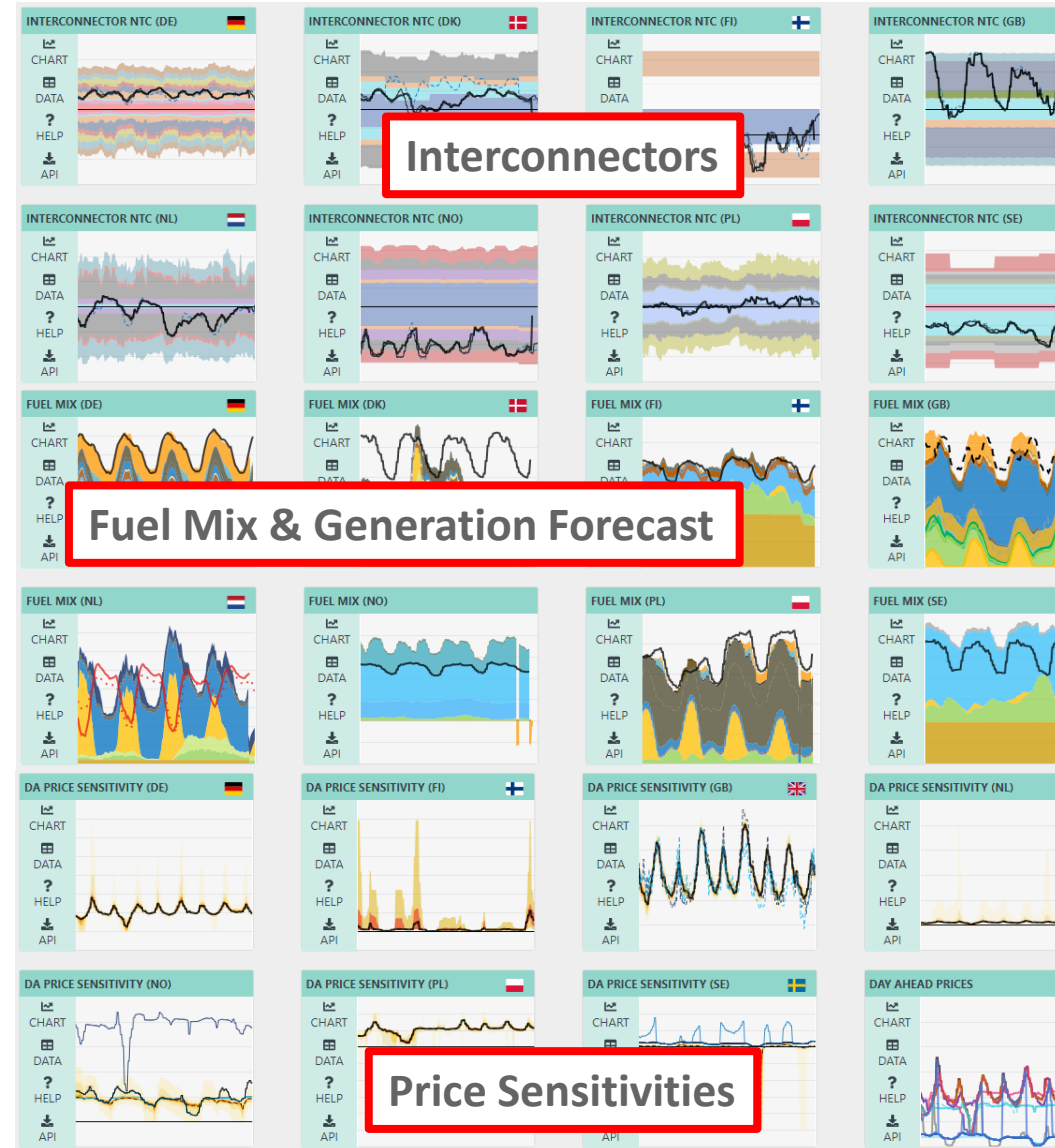 INTERCONNECTOR NTC (DE)
CHART
DATA
?
HELP
API
INTERCONNECTOR NTC (DK)
CHART
DATA
?
HELP
API
INTERCONNECTOR NTC (FI)
CHART
DATA
INTERCONNECTOR NTC (GB)
CHART
DATA
?
HELP
API
Interconnectors
INTERCONNECTOR NTC (NL)
CHART
DATA
?
HELP
API
INTERCONNECTOR NTC (NO)
CHART
DATA
?
HELP
API
INTERCONNECTOR NTC (PL)
CHART
DATA
?
HELP
API
INTERCONNECTOR NTC (SE)
CHART
DATA
?
HELP
API
FUEL MIX (DE)
CHART
DATA
?
HELP
API
FUEL MIX (DK)
CHART
DATA
FUEL MIX (FI)
CHART
DATA
FUEL MIX (GB)
CHART
DATA
?
HELP
API
Fuel Mix & Generation Forecast
FUEL MIX (NL)
CHART
DATA
?
HELP
API
FUEL MIX (NO)
CHART
DATA
?
HELP
API
FUEL MIX (PL)
CHART
DATA
?
HELP
API
FUEL MIX (SE)
CHART
DATA
?
HELP
API
DA PRICE SENSITIVITY (DE)
CHART
DATA
?
HELP
API
DA PRICE SENSITIVITY (FI)
CHART
DATA
?
HELP
API
DA PRICE SENSITIVITY (GB)
CHART
DATA
?
HELP
API
DA PRICE SENSITIVITY (NL)
CHART
DATA
?
HELP
API
DA PRICE SENSITIVITY (NO)
CHART
DATA
?
HELP
API
DA PRICE SENSITIVITY (PL)
CHART
DATA
?
HELP
API
DA PRICE SENSITIVITY (SE)
CHART
API
DAY AHEAD PRICES
CHART
DATA
?
HELP
API
Price Sensitivities